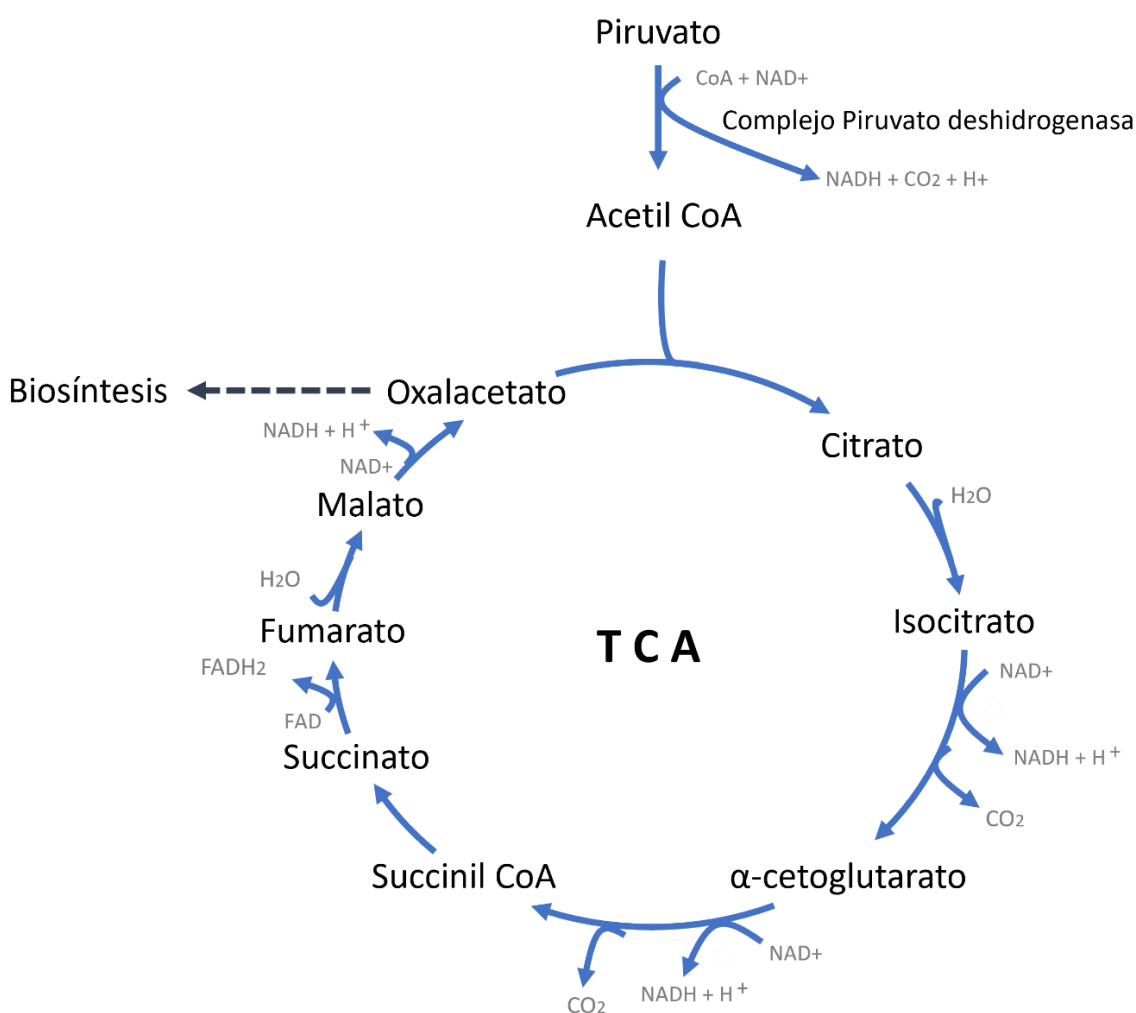 Piruvato
CoA + NAD+
Complejo Piruvato deshidrogenasa
NADH + CO2 + H+
Acetil CoA
Biosíntesis
Oxalacetato
NADH + H +
NAD+
Citrato
Malato
H2O
H2O
Isocitrato
Fumarato
T C A
FADH2
NAD+
FAD
Succinato
NADH + H +
CO2
Succinil CoA
α-cetoglutarato
NAD+
NADH + H +
CO2